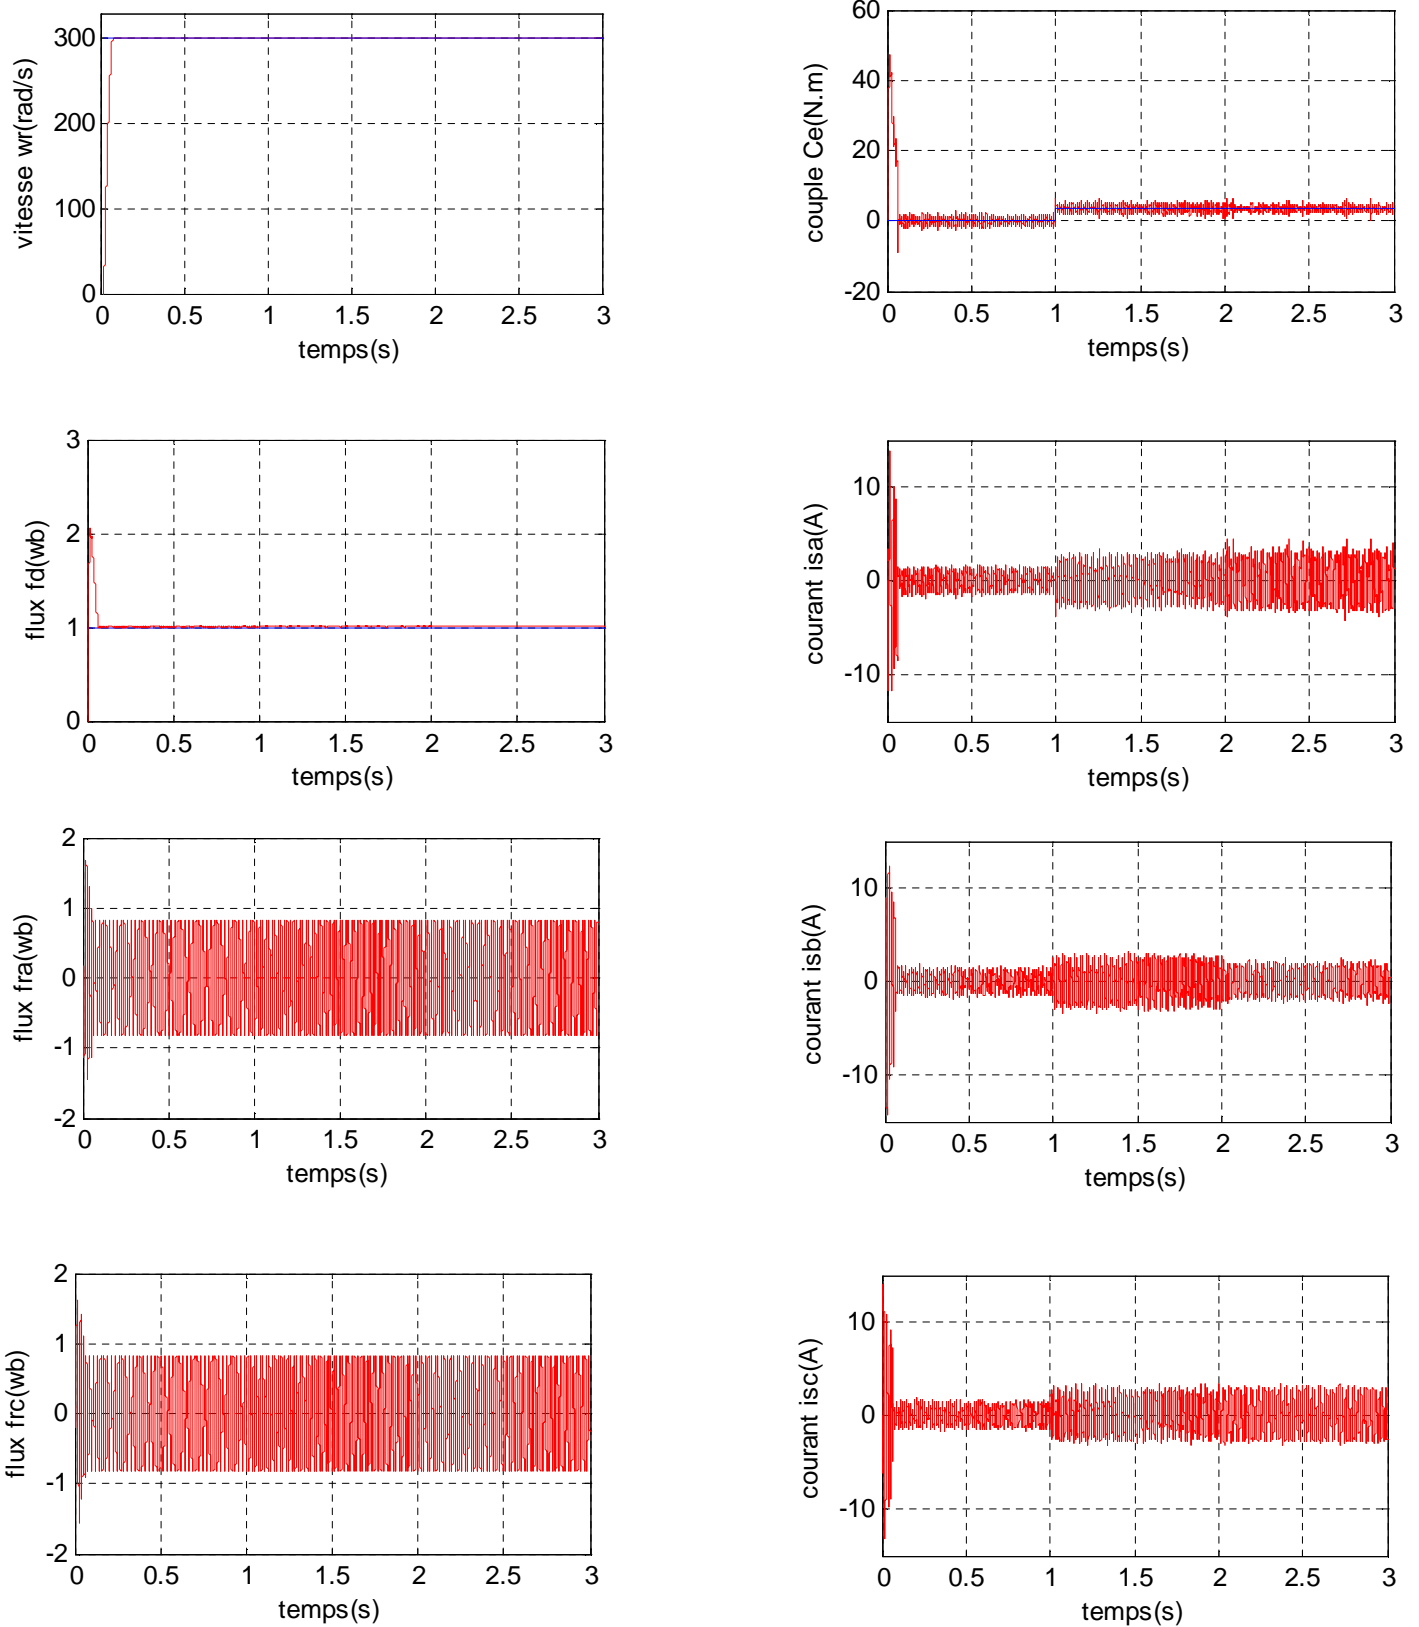 300
200
100
0
vitesse wr(rad/s)
0 0.5 1 1.5 2 2.5 3
temps(s)
60
40
20
0
-20
couple Ce(N.m)
0 0.5 1 1.5 2 2.5 3
temps(s)
3
2
1
0
flux fd(wb)
0 0.5 1 1.5 2 2.5 3
temps(s)
10
0
-10
courant isa(A)
0 0.5 1 1.5 2 2.5 3
temps(s)
2
1
0
-1
-2
flux fra(wb)
0 0.5 1 1.5 2 2.5 3
temps(s)
10
0
-10
courant isb(A)
0 0.5 1 1.5 2 2.5 3
temps(s)
2
1
0
-1
-2
flux frc(wb)
0 0.5 1 1.5 2 2.5 3
temps(s)
10
0
-10
courant isc(A)
0 0.5 1 1.5 2 2.5 3
temps(s)